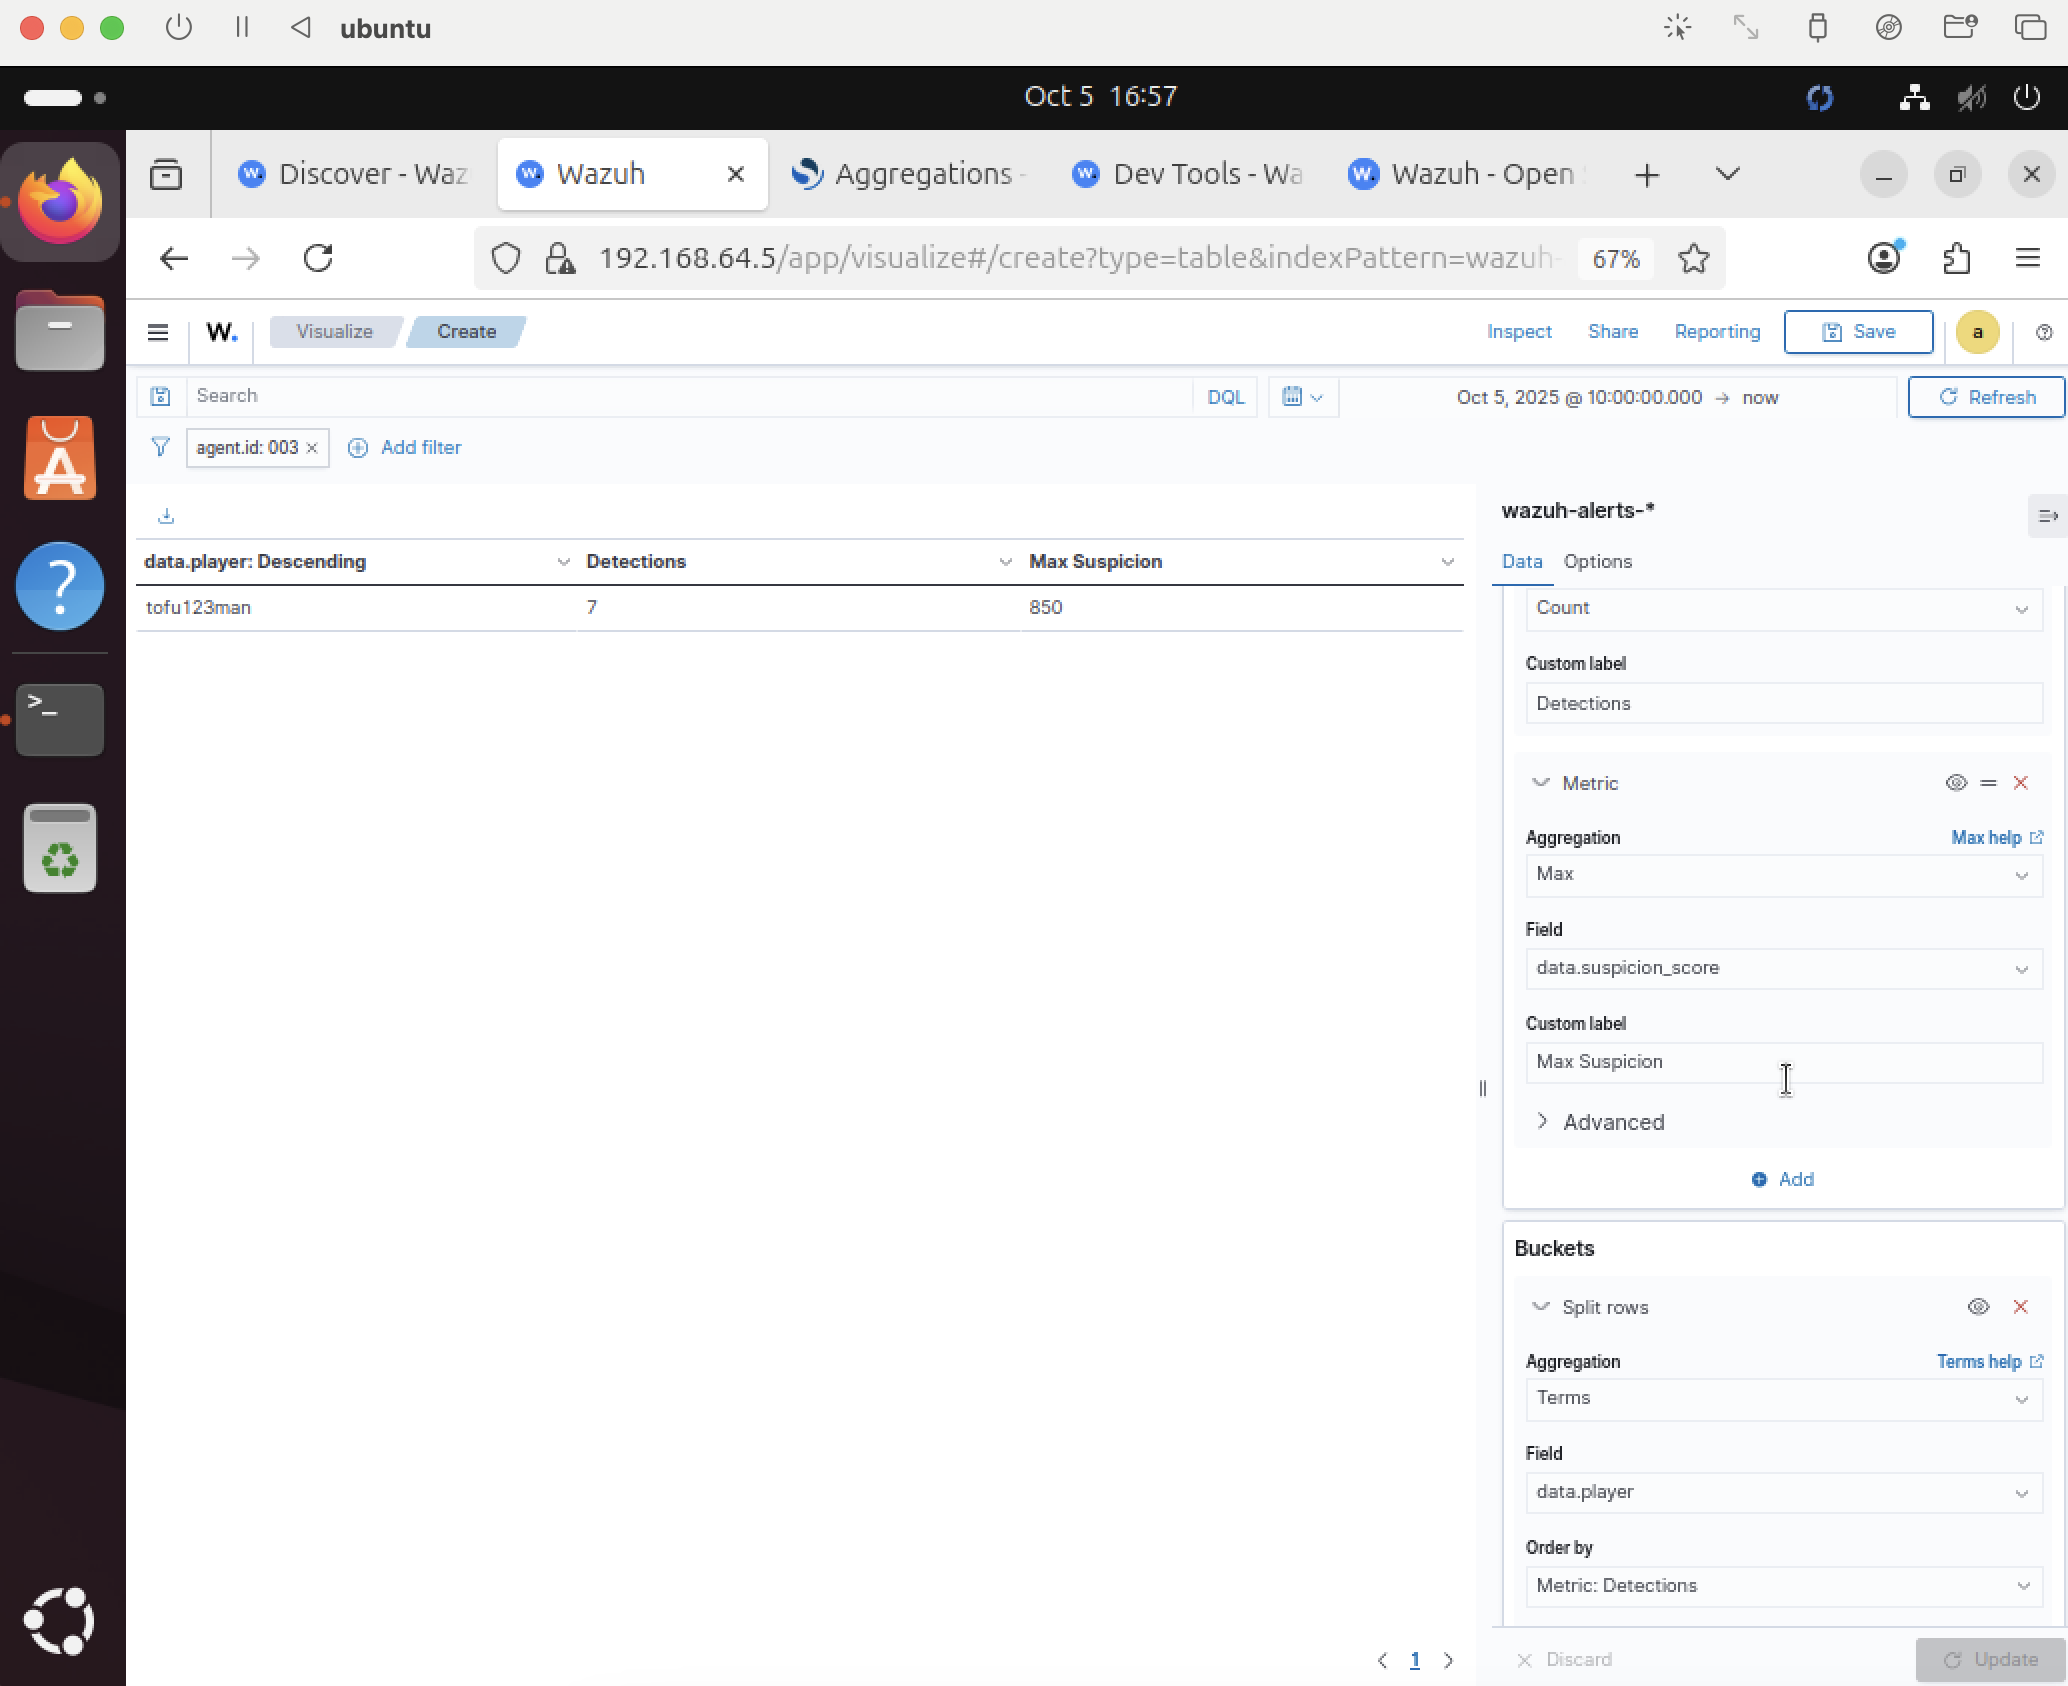 ubuntu
Oct 5 16:57
Discover - Waz
Wazuh
Aggregations -
Dev Tools - Wa
Wazuh - Open
192.168.64.5/app/visualize#/create?type=table&indexPattern=wazuh-
67%
W.
Visualize
Create
Inspect
Share
Reporting
Save
a
Search
DQL
Oct 5, 2025 @ 10:00:00.000 → now
Refresh
agent.id: 003
Add filter
data.player: Descending
Detections
Max Suspicion
tofu123man
7
850
1
wazuh-alerts-*
Data
Options
Count
Custom label
Detections
Metric
Aggregation
Max help
Max
Field
data.suspicion_score
Custom label
Max Suspicion
Advanced
Add
Buckets
Split rows
Aggregation
Terms help
Terms
Field
data.player
Order by
Metric: Detections
Discard
Update